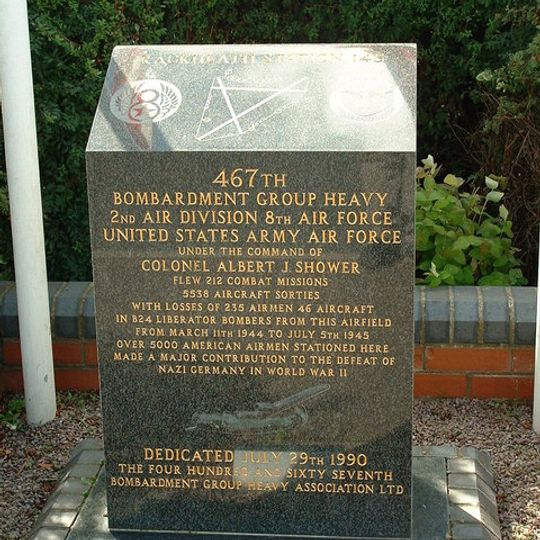 RACKHEATH STATION 145
8
467TH
BOMBARDMENT GROUP HEAVY
2ND AIR DIVISION 8TH AIR FORCE
UNITED STATES ARMY AIR FORCE
UNDER THE COMMAND OF
COLONEL ALBERT J. SHOWER
FLEW 212 COMBAT MISSIONS
5538 AIRCRAFT SORTIES
WITH LOSSES OF 235 AIRMEN 46 AIRCRAFT
IN B24 LIBERATOR BOMBERS FROM THIS AIRFIELD
FROM MARCH 11TH 1944 TO JULY 5TH 1945
OVER 5000 AMERICAN AIRMEN STATIONED HERE
MADE A MAJOR CONTRIBUTION TO THE DEFEAT OF
NAZI GERMANY IN WORLD WAR II
DEDICATED JULY 29TH 1990
THE FOUR HUNDRED AND SIXTY SEVENTH
BOMBARDMENT GROUP HEAVY ASSOCIATION LTD